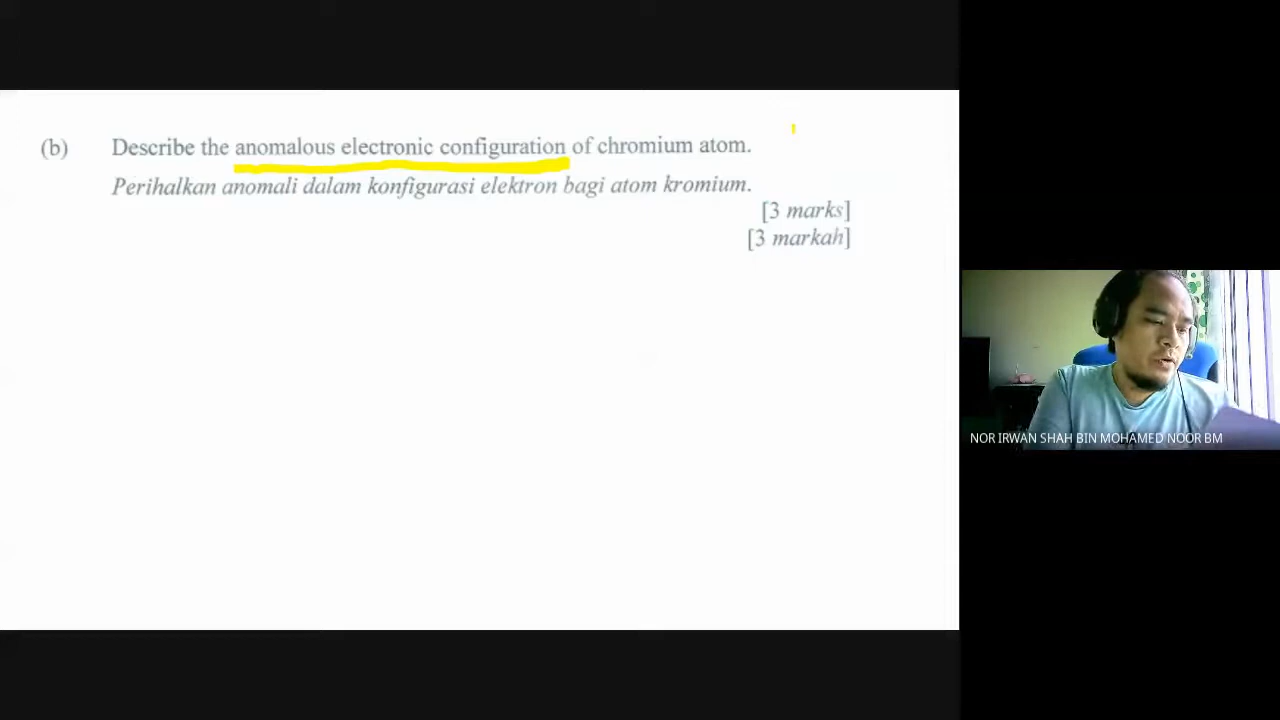 (b) Describe the anomalous electronic configuration of chromium atom.
Perihalkan anomali dalam konfigurasi elektron bagi atom kromium.
[3 marks]
[3 markah]
NOR IRWAN SHAH BIN MOHAMED NOOR BM